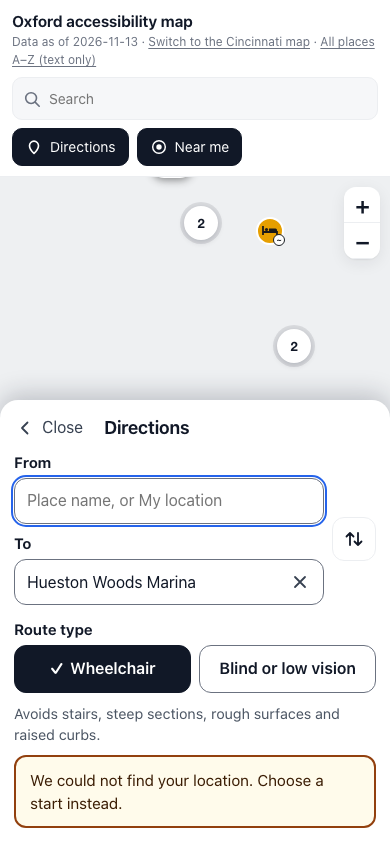 Oxford accessibility map
Data as of 2026-11-13 · Switch to the Cincinnati map · All places
A–Z (text only)
Search
Directions
Near me
2
+
2
−
Close
Directions
From
Place name, or My location
To
Hueston Woods Marina
Route type
Wheelchair
Blind or low vision
Avoids stairs, steep sections, rough surfaces and
raised curbs.
We could not find your location. Choose a
start instead.